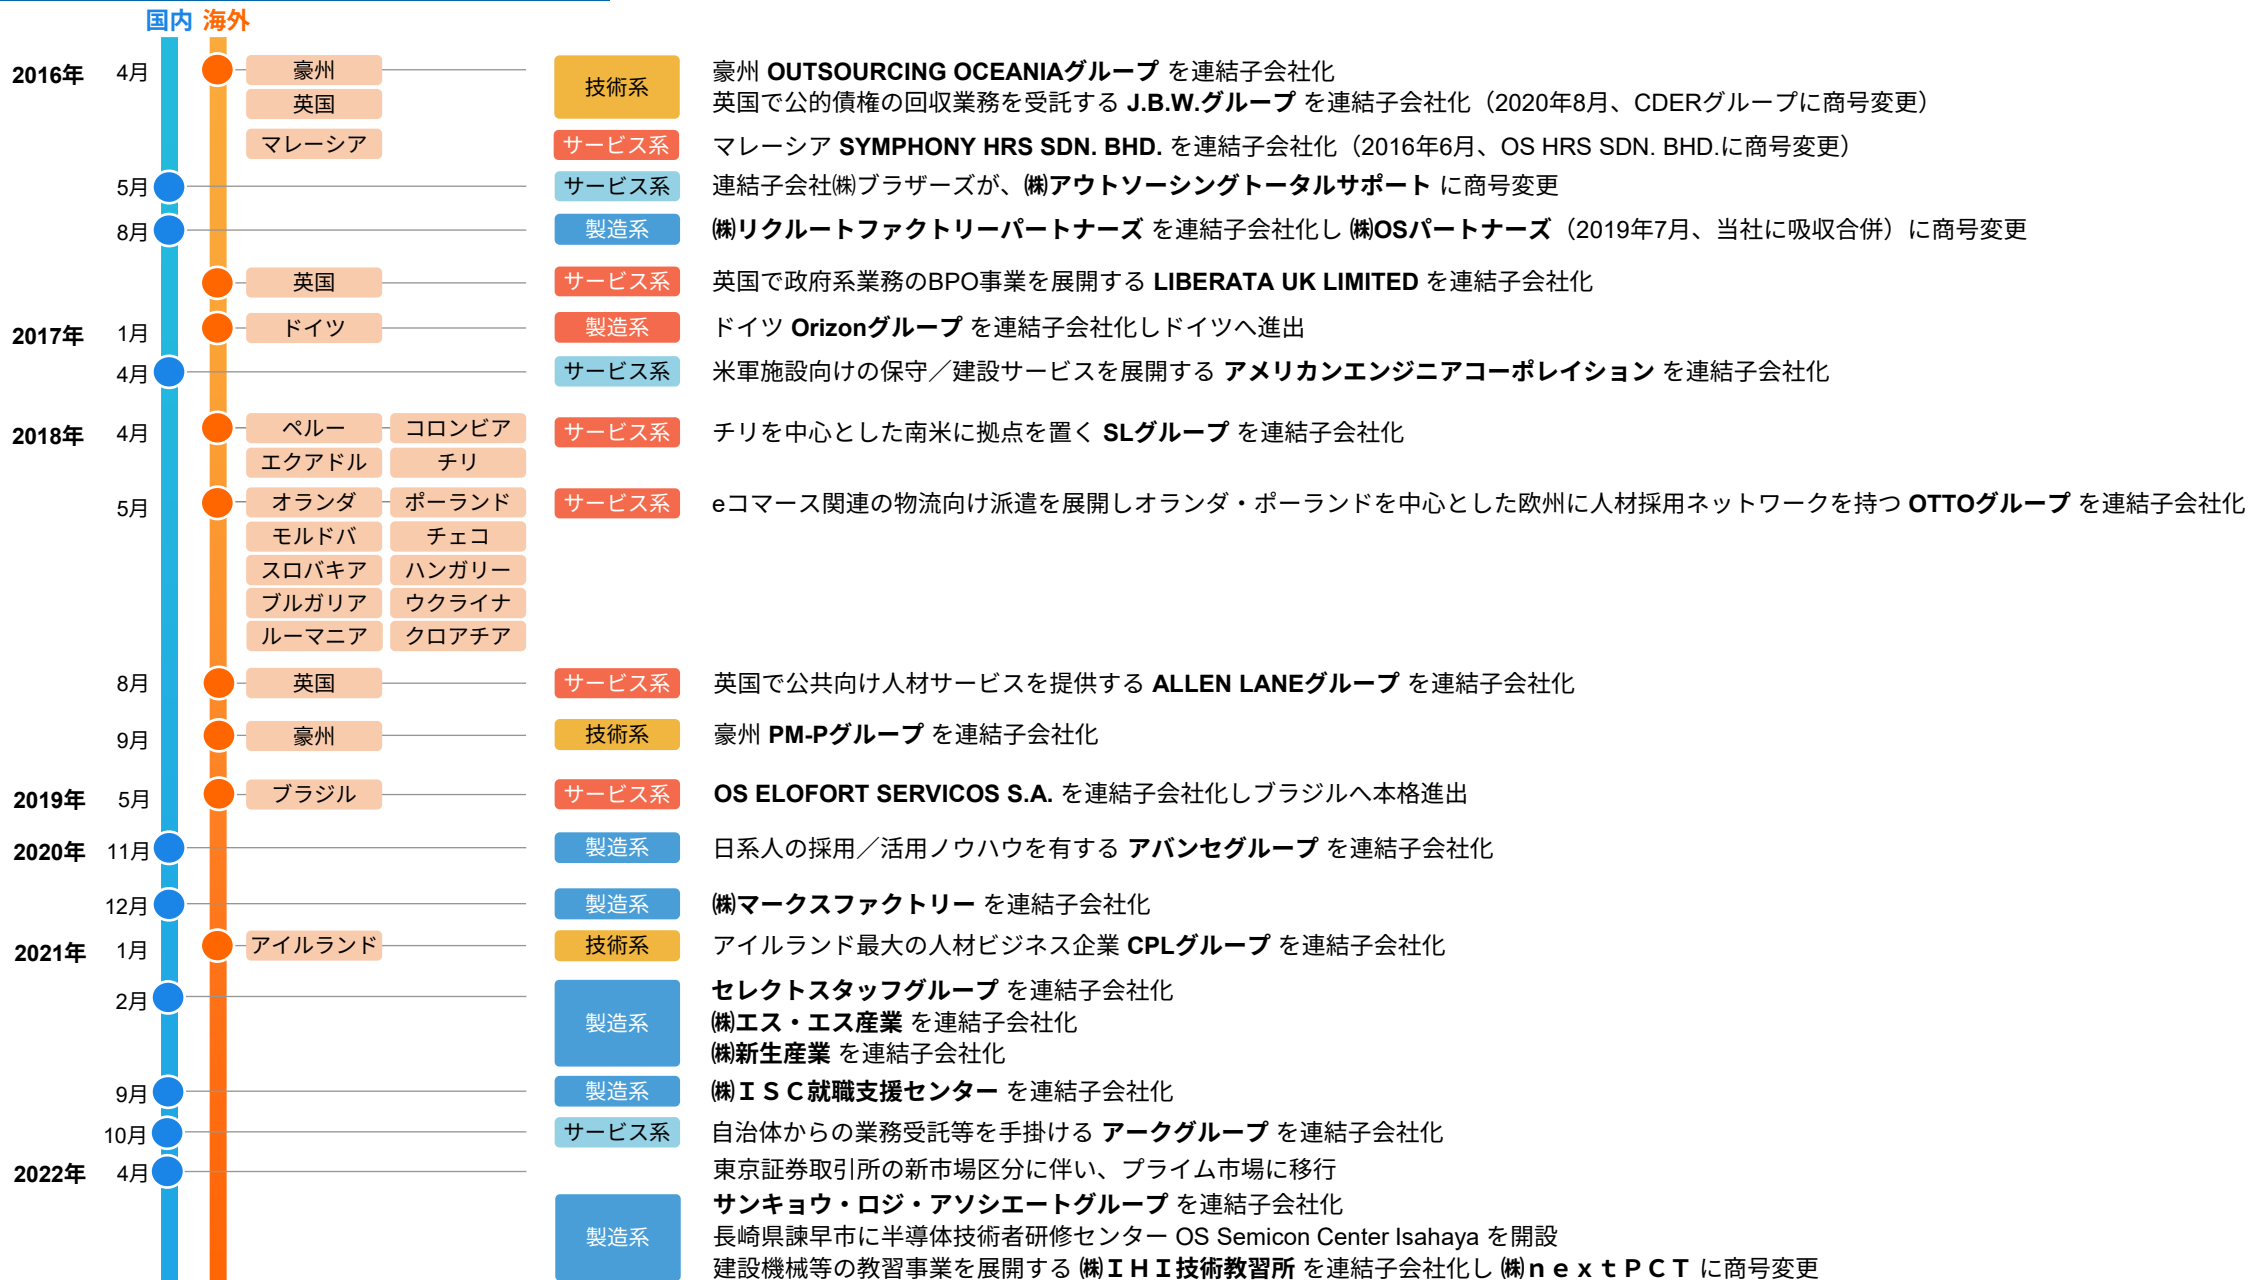 国内 海外
2016年 4月 豪州 技術系 豪州 OUTSOURCING OCEANIAグループ を連結子会社化
英国 英国で公的債権の回収業務を受託する J.B.W.グループ を連結子会社化（2020年8月、CDERグループに商号変更）
マレーシア サービス系 マレーシア SYMPHONY HRS SDN. BHD. を連結子会社化（2016年6月、OS HRS SDN. BHD.に商号変更）
5月 サービス系 連結子会社㈱ブラザーズが、㈱アウトソーシングトータルサポート に商号変更
8月 製造系 ㈱リクルートファクトリーパートナーズ を連結子会社化し ㈱OSパートナーズ（2019年7月、当社に吸収合併）に商号変更
英国 サービス系 英国で政府系業務のBPO事業を展開する LIBERATA UK LIMITED を連結子会社化
2017年 1月 ドイツ 製造系 ドイツ Orizonグループ を連結子会社化しドイツへ進出
4月 サービス系 米軍施設向けの保守／建設サービスを展開する アメリカンエンジニアコーポレイション を連結子会社化
2018年 4月 ペルー コロンビア サービス系 チリを中心とした南米に拠点を置く SLグループ を連結子会社化
エクアドル チリ
5月 オランダ ポーランド サービス系 eコマース関連の物流向け派遣を展開しオランダ・ポーランドを中心とした欧州に人材採用ネットワークを持つ OTTOグループ を連結子会社化
モルドバ チェコ
スロバキア ハンガリー
ブルガリア ウクライナ
ルーマニア クロアチア
8月 英国 サービス系 英国で公共向け人材サービスを提供する ALLEN LANEグループ を連結子会社化
9月 豪州 技術系 豪州 PM-Pグループ を連結子会社化
2019年 5月 ブラジル サービス系 OS ELOFORT SERVICOS S.A. を連結子会社化しブラジルへ本格進出
2020年 11月 製造系 日系人の採用／活用ノウハウを有する アバンセグループ を連結子会社化
12月 製造系 ㈱マークスファクトリー を連結子会社化
2021年 1月 アイルランド 技術系 アイルランド最大の人材ビジネス企業 CPLグループ を連結子会社化
2月 製造系 セレクトスタッフグループ を連結子会社化
㈱エス・エス産業 を連結子会社化
㈱新生産業 を連結子会社化
9月 製造系 ㈱ＩＳＣ就職支援センター を連結子会社化
10月 サービス系 自治体からの業務受託等を手掛ける アークグループ を連結子会社化
2022年 4月 東京証券取引所の新市場区分に伴い、プライム市場に移行
製造系 サンキョウ・ロジ・アソシエートグループ を連結子会社化
長崎県諫早市に半導体技術者研修センター OS Semicon Center Isahaya を開設
建設機械等の教習事業を展開する ㈱ＩＨＩ技術教習所 を連結子会社化し ㈱ｎｅｘｔＰＣＴ に商号変更